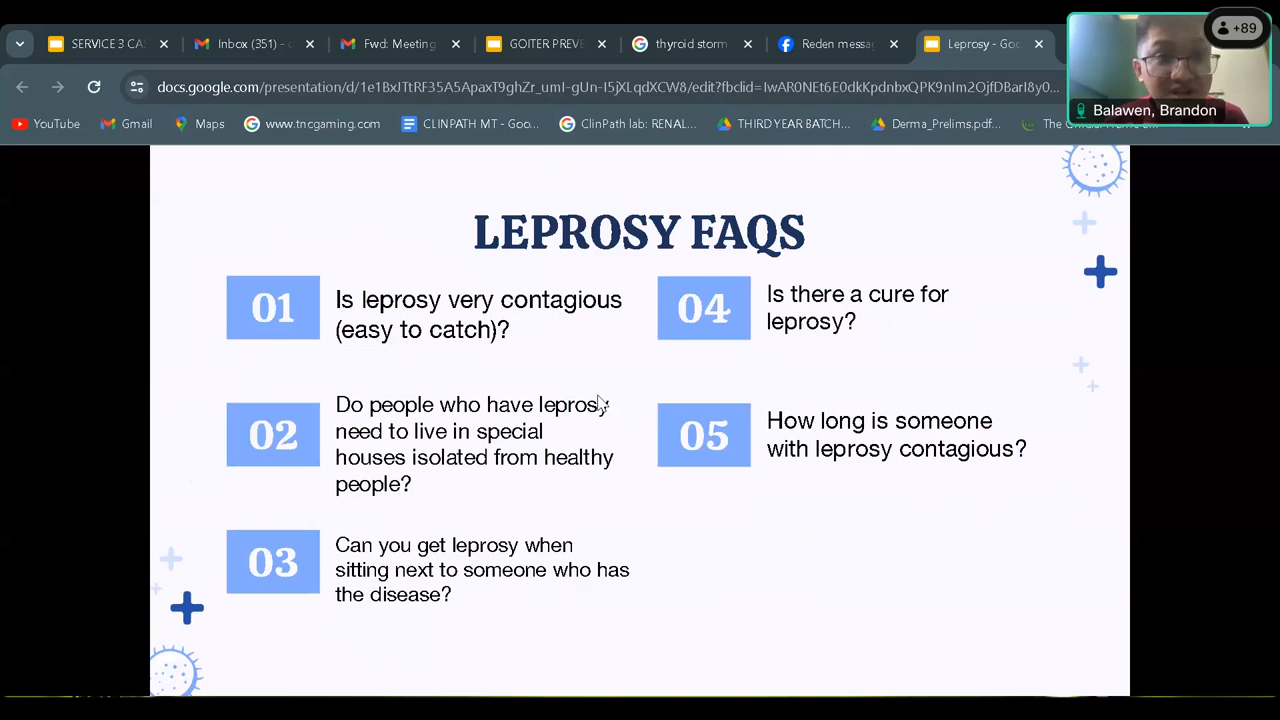 SERVICE 3 CA
Inbox (351) - c
Fwd: Meeting
GOITER PREVE
thyroid storm
Reden messa
Leprosy - Goo
+89
docs.google.com/presentation/d/1e1BxJTtRF35A5ApaxT9ghZr_umI-gUn-I5jXLqdXCW8/edit?fbclid=IwAR0NEt6E0dkKpdnbxQPK9nIm2OjfDBarI8y0...
Balawen, Brandon
YouTube
Gmail
Maps
www.tncgaming.com
CLINPATH MT - Goo...
ClinPath lab: RENAL...
THIRD YEAR BATCH...
Derma_Prelims.pdf...
LEPROSY FAQS
01
Is leprosy very contagious
(easy to catch)?
02
Do people who have leprosy
need to live in special
houses isolated from healthy
people?
03
Can you get leprosy when
sitting next to someone who has
the disease?
04
Is there a cure for
leprosy?
05
How long is someone
with leprosy contagious?